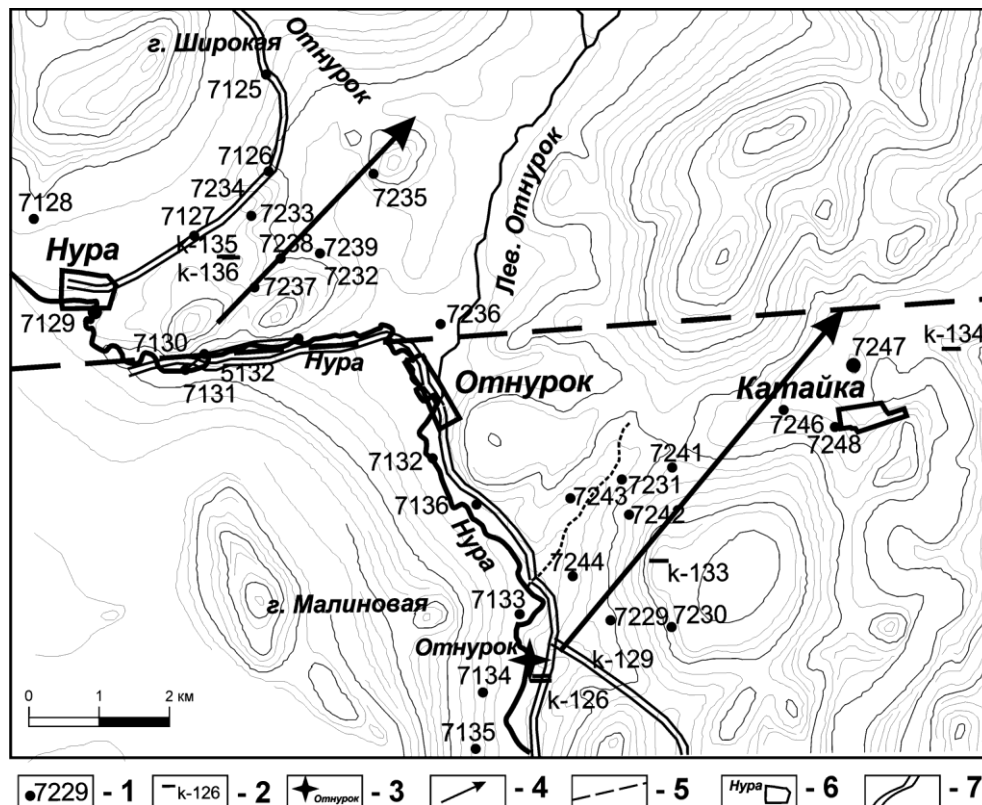 г. Широкая
Отнурок
7125
7126
7234
7235
7128
7127
7233
к-135
7238
7239
Нура
к-136
7232
7237
Лев. Отнурок
7129
7236
7130
Нура
5132
7131
Отнурок
к-134
7247
Катайка
7246
7248
7132
7241
7231
7243
7136
7242
Нура
7244
к-133
г. Малиновая
7133
7229
7230
Отнурок
к-129
7134
к-126
7135
0 1 2 км
7229 - 1
к-126 - 2
Отнурок - 3
- 4
- 5
Нура - 6
- 7